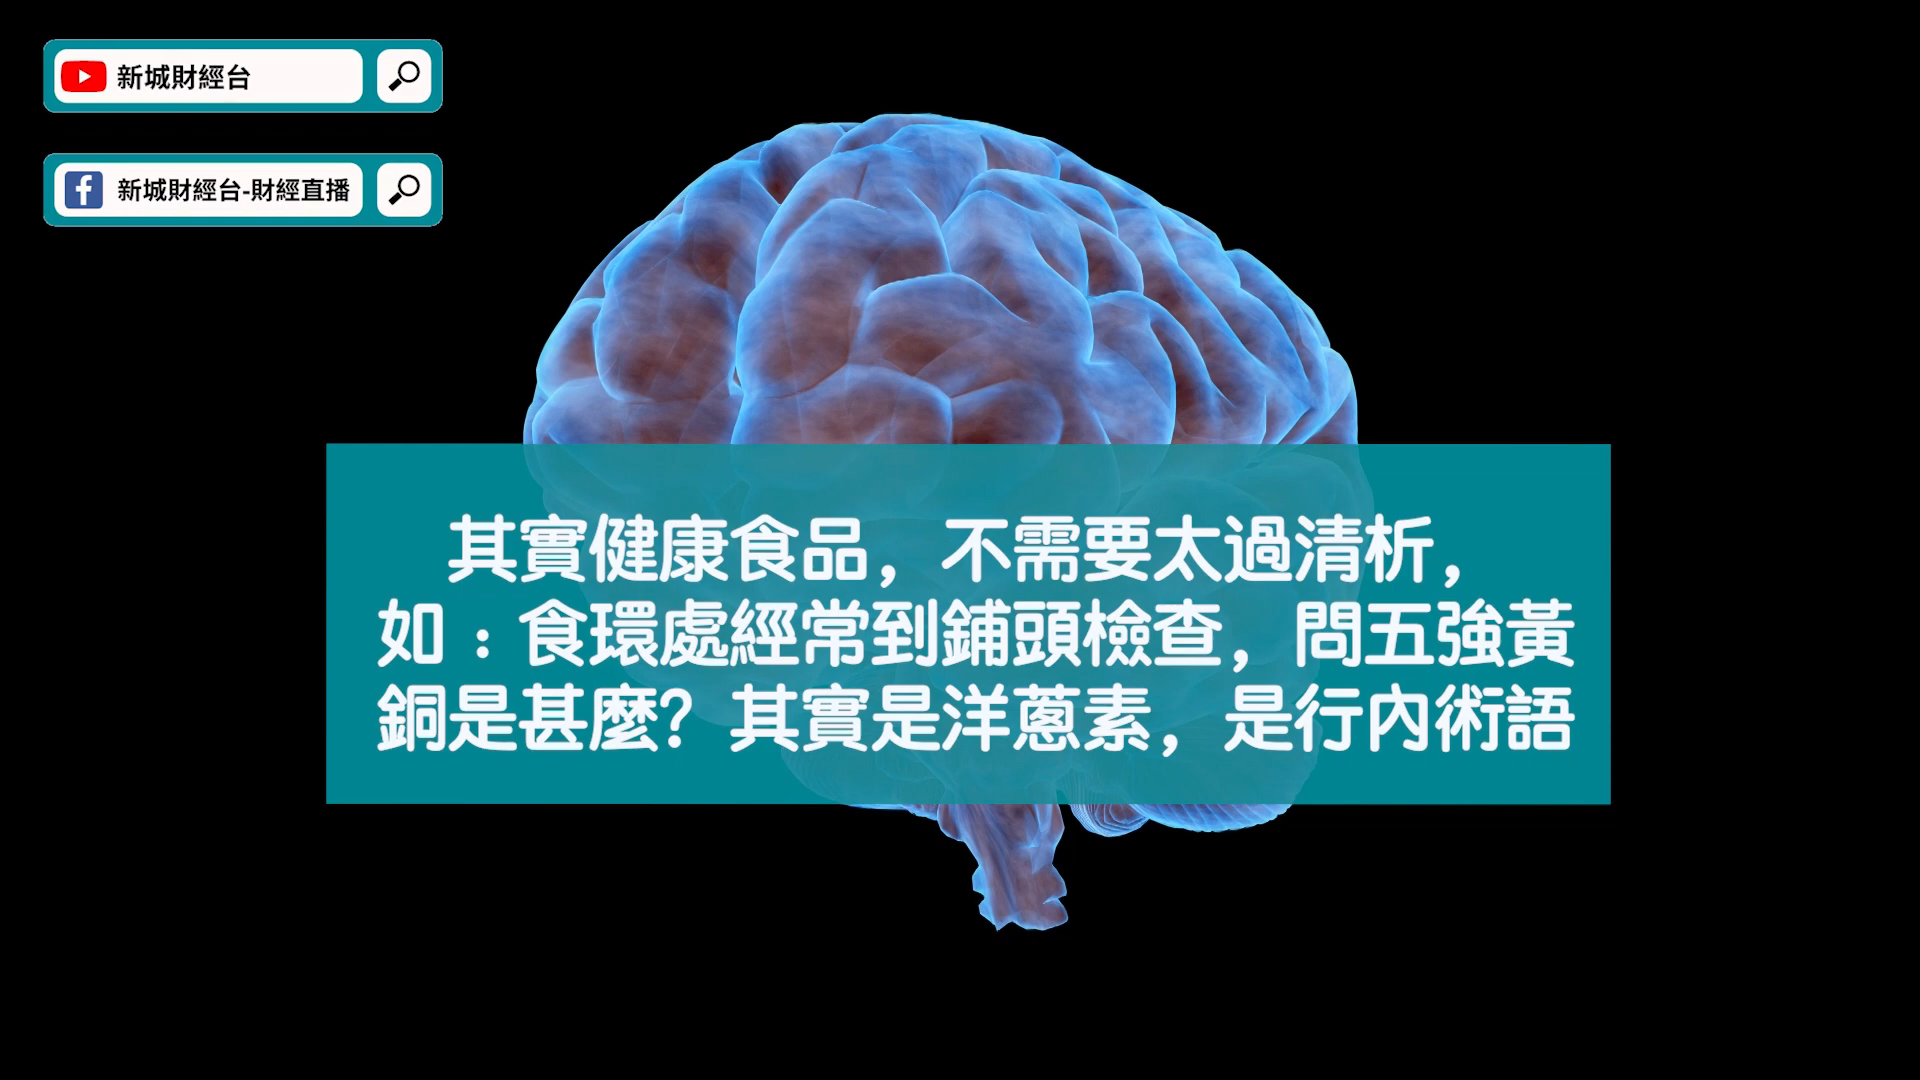 新城財經台
新城財經台-財經直播
其實健康食品，不需要太過清析，
如：食環處經常到鋪頭檢查，問五強黃
銅是甚麼？其實是洋蔥素，是行內術語